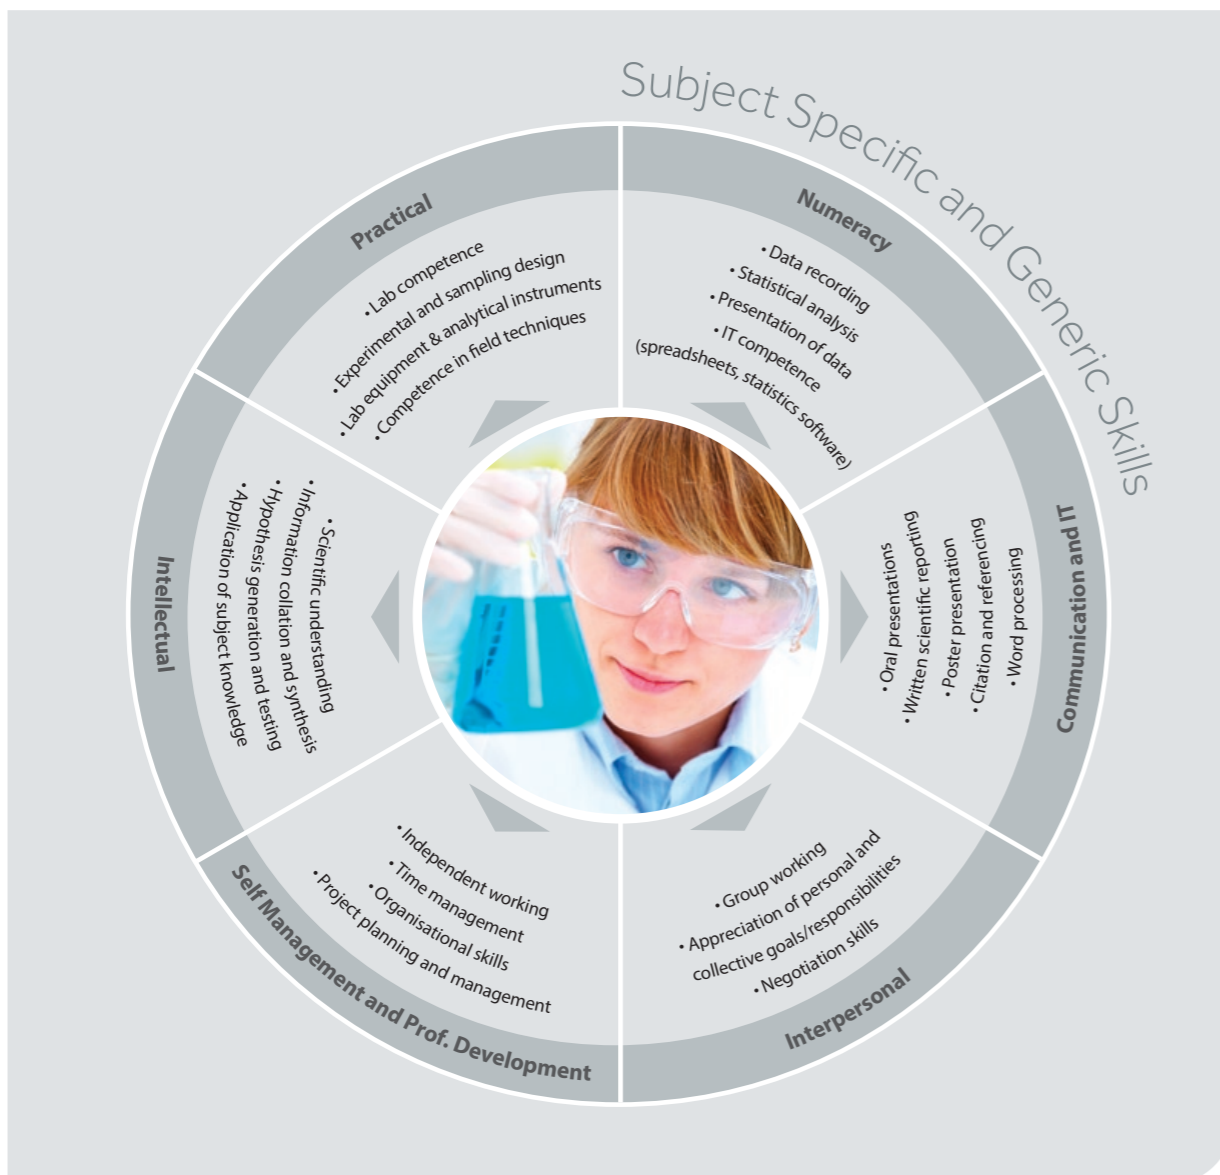 Subject Specific and Generic Skills
Numeracy
• Data recording
• Statistical analysis
• Presentation of data
• IT competence
(spreadsheets, statistics software)
Communication and IT
• Oral presentations
• Written scientific reporting
• Poster presentation
• Citation and referencing
• Word processing
Interpersonal
• Group working
• Appreciation of personal and
collective goals/responsibilities
• Negotiation skills
Self Management and Prof. Development
• Independent working
• Time management
• Organisational skills
• Project planning and management
Intellectual
• Scientific understanding
• Information collation and synthesis
• Hypothesis generation and testing
• Application of subject knowledge
Practical
• Lab competence
• Experimental and sampling design
• Lab equipment & analytical instruments
• Competence in field techniques